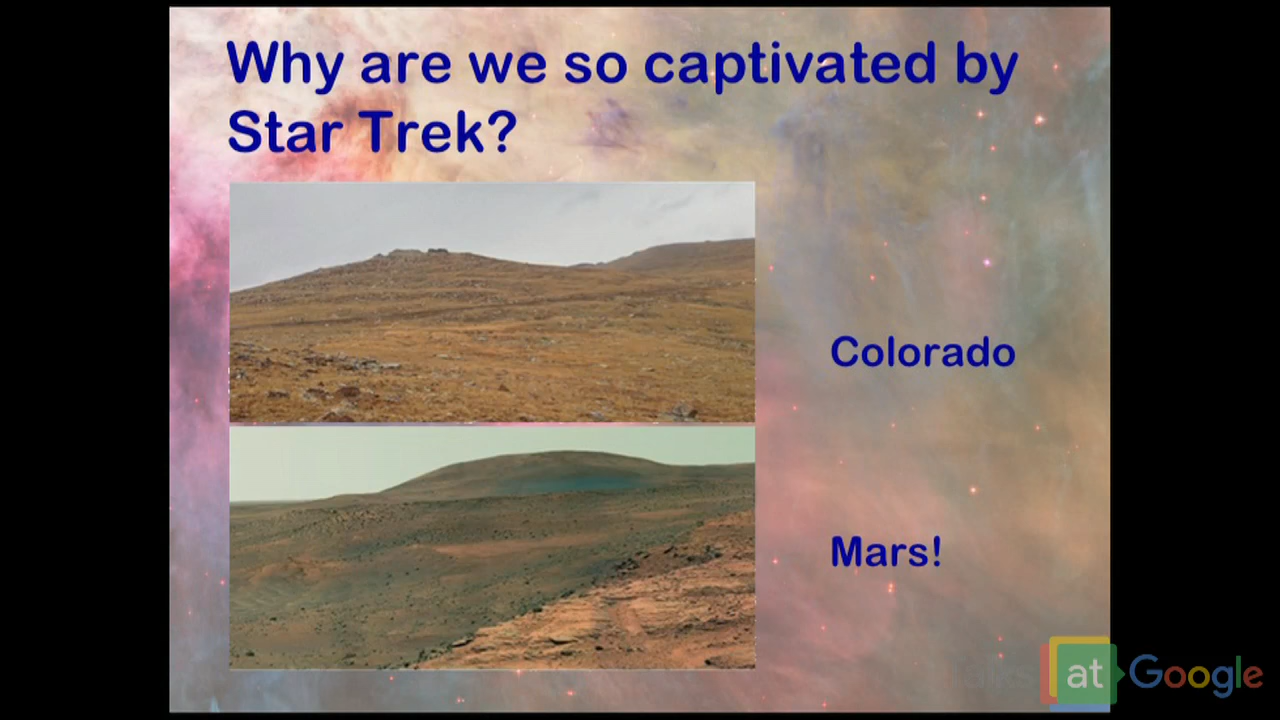 Why are we so captivated by
Star Trek?
Colorado
Mars!
at Google